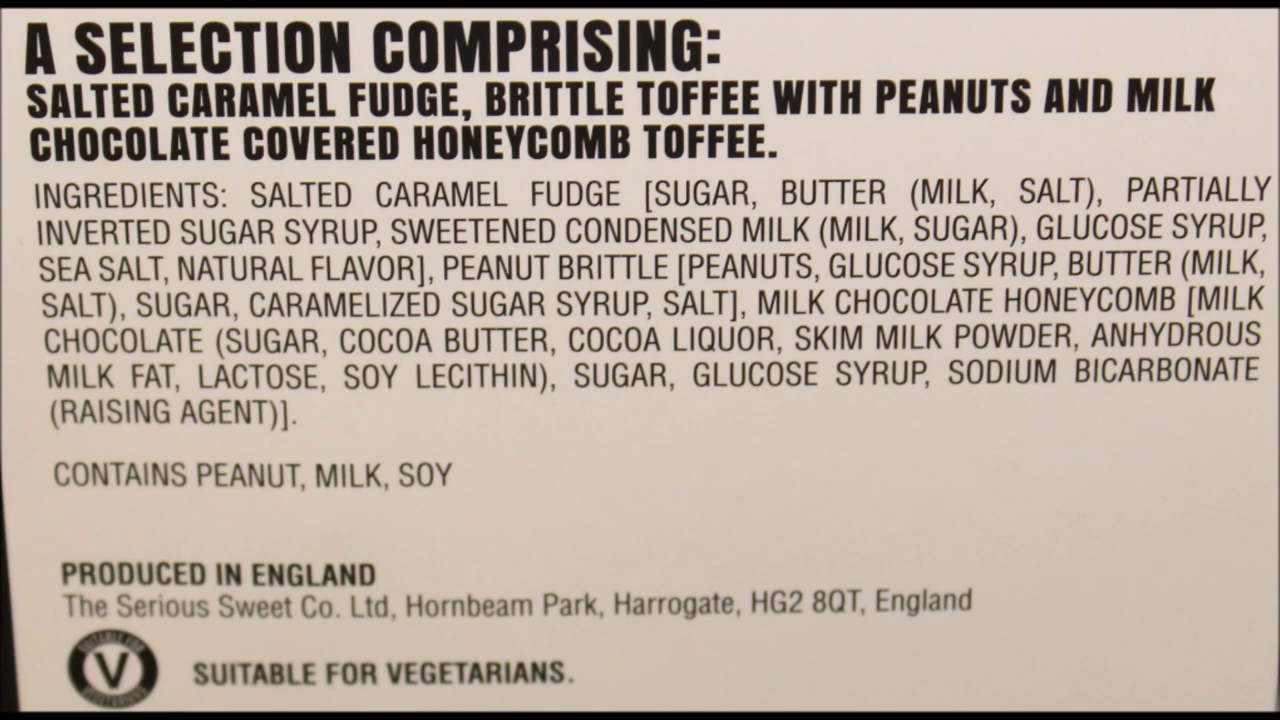 A SELECTION COMPRISING:
SALTED CARAMEL FUDGE, BRITTLE TOFFEE WITH PEANUTS AND MILK
CHOCOLATE COVERED HONEYCOMB TOFFEE.
INGREDIENTS: SALTED CARAMEL FUDGE [SUGAR, BUTTER (MILK, SALT), PARTIALLY
INVERTED SUGAR SYRUP, SWEETENED CONDENSED MILK (MILK, SUGAR), GLUCOSE SYRUP,
SEA SALT, NATURAL FLAVOR], PEANUT BRITTLE [PEANUTS, GLUCOSE SYRUP, BUTTER (MILK,
SALT), SUGAR, CARAMELIZED SUGAR SYRUP, SALT], MILK CHOCOLATE HONEYCOMB [MILK
CHOCOLATE (SUGAR, COCOA BUTTER, COCOA LIQUOR, SKIM MILK POWDER, ANHYDROUS
MILK FAT, LACTOSE, SOY LECITHIN), SUGAR, GLUCOSE SYRUP, SODIUM BICARBONATE
(RAISING AGENT)].
CONTAINS PEANUT, MILK, SOY
PRODUCED IN ENGLAND
The Serious Sweet Co. Ltd, Hornbeam Park, Harrogate, HG2 8QT, England
SUITABLE FOR
V
VEGETARIANS
SUITABLE FOR VEGETARIANS.